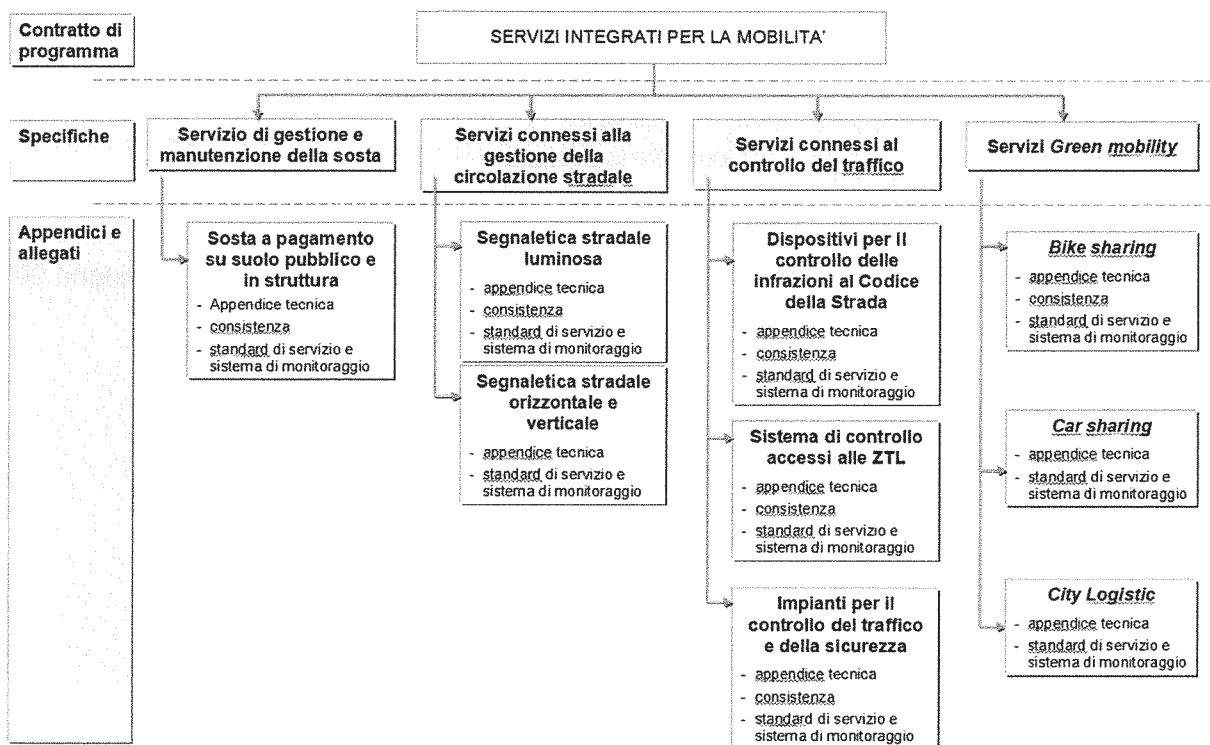 Contratto di
programma
SERVIZI INTEGRATI PER LA MOBILITA'
Specifiche
Servizio di gestione e
manutenzione della sosta
Servizi connessi alla
gestione della
circolazione stradale
Servizi connessi al
controllo del traffico
Servizi Green mobility
Appendici e
allegati
Sosta a pagamento
su suolo pubblico e
in struttura
- Appendice tecnica
- consistenza
- standard di servizio e
sistema di monitoraggio
Segnaletica stradale
luminosa
- appendice tecnica
- consistenza
- standard di servizio e
sistema di monitoraggio
Segnaletica stradale
orizzontale e
verticale
- appendice tecnica
- standard di servizio e
sistema di monitoraggio
Dispositivi per il
controllo delle
infrazioni al Codice
della Strada
- appendice tecnica
- consistenza
- standard di servizio e
sistema di monitoraggio
Sistema di controllo
accessi alle ZTL
- appendice tecnica
- consistenza
- standard di servizio e
sistema di monitoraggio
Impianti per il
controllo del traffico
e della sicurezza
- appendice tecnica
- consistenza
- standard di servizio e
sistema di monitoraggio
Bike sharing
- appendice tecnica
- consistenza
- standard di servizio e
sistema di monitoraggio
Car sharing
- appendice tecnica
- standard di servizio e
sistema di monitoraggio
City Logistic
- appendice tecnica
- standard di servizio e
sistema di monitoraggio